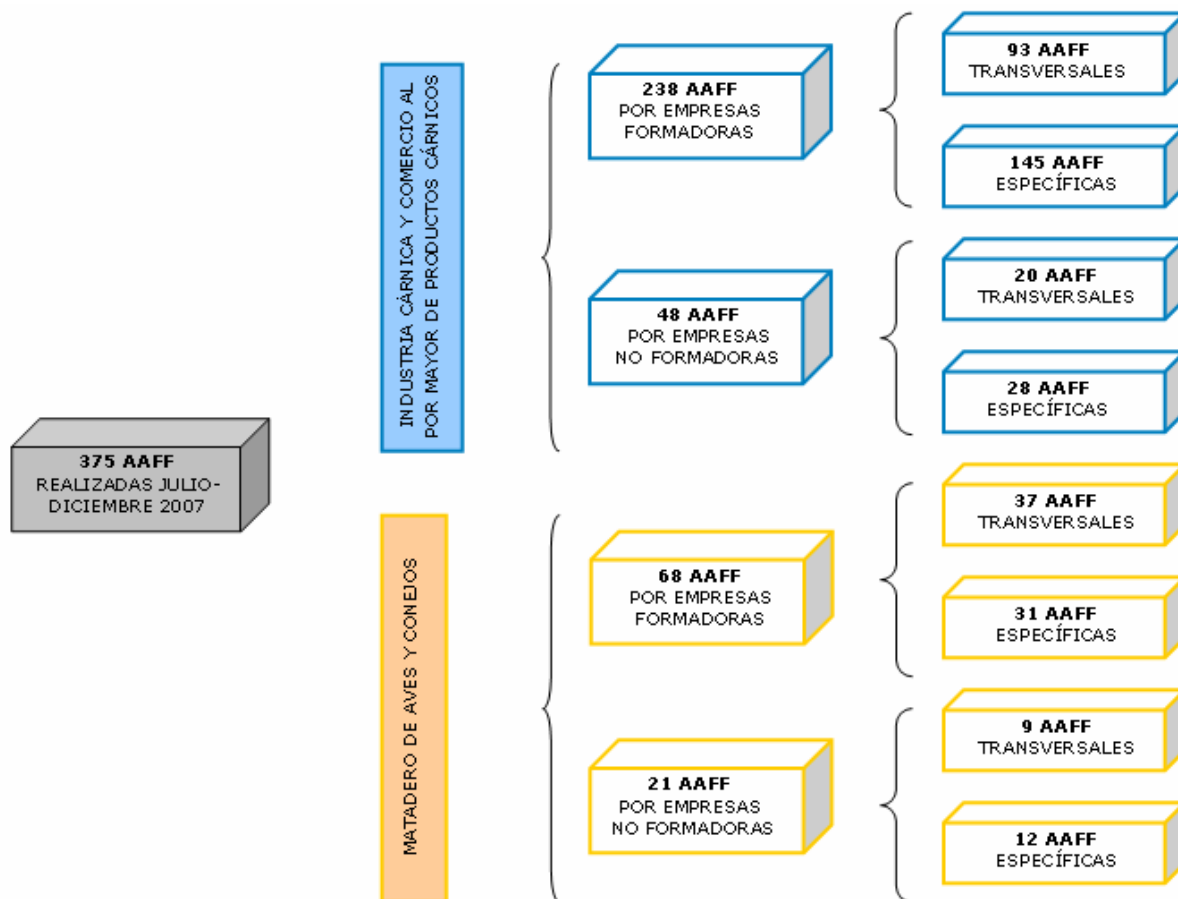 375 AAFF
REALIZADAS JULIO-
DICIEMBRE 2007
INDUSTRIA CÁRNICA Y COMERCIO AL
POR MAYOR DE PRODUCTOS CÁRNICOS
238 AAFF
POR EMPRESAS
FORMADORAS
93 AAFF
TRANSVERSALES
145 AAFF
ESPECÍFICAS
48 AAFF
POR EMPRESAS
NO FORMADORAS
20 AAFF
TRANSVERSALES
28 AAFF
ESPECÍFICAS
MATADERO DE AVES Y CONEJOS
68 AAFF
POR EMPRESAS
FORMADORAS
37 AAFF
TRANSVERSALES
31 AAFF
ESPECÍFICAS
21 AAFF
POR EMPRESAS
NO FORMADORAS
9 AAFF
TRANSVERSALES
12 AAFF
ESPECÍFICAS